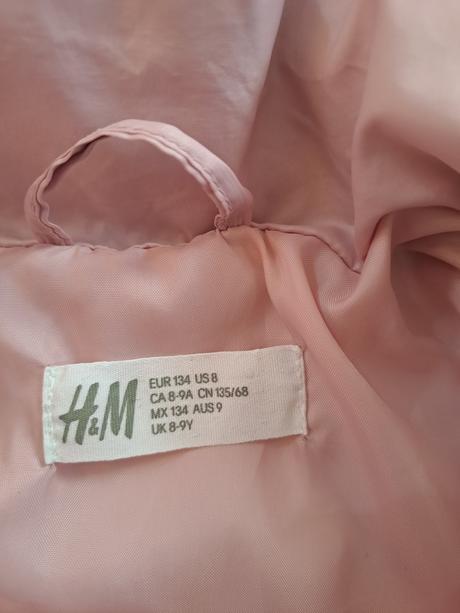 H&M
EUR 134 US 8
CA 8-9A CN 135/68
MX 134 AUS 9
UK 8-9Y